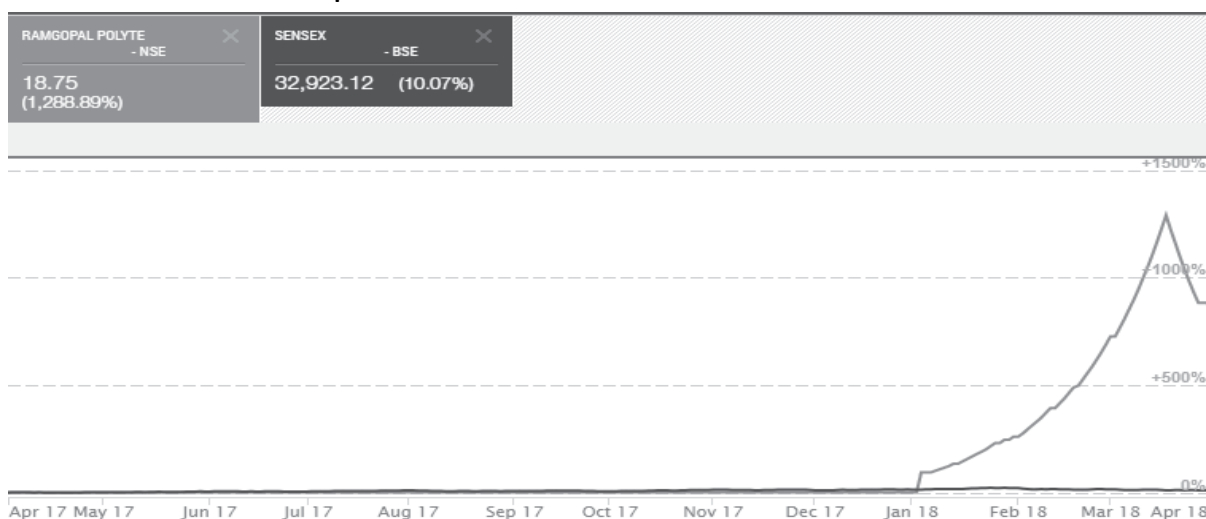 RAMGOPAL POLYTE
- NSE
18.75
(1,288.89%)
SENSEX
- BSE
32,923.12 (10.07%)
+1500%
+1000%
+500%
0%
Apr 17 May 17 Jun 17 Jul 17 Aug 17 Sep 17 Oct 17 Nov 17 Dec 17 Jan 18 Feb 18 Mar 18 Apr 18